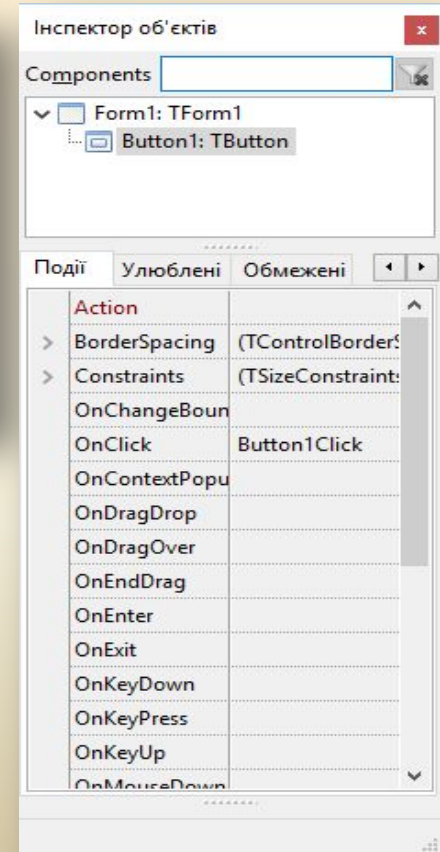 Інспектор об'єктів
x
Components
Form1: TForm1
Button1: TButton
Події Улюблені Обмежені
Action
BorderSpacing (TControlBorderS
Constraints (TSizeConstraints
OnChangeBoun
OnClick Button1Click
OnContextPopu
OnDragDrop
OnDragOver
OnEndDrag
OnEnter
OnExit
OnKeyDown
OnKeyPress
OnKeyUp
OnMouseDown